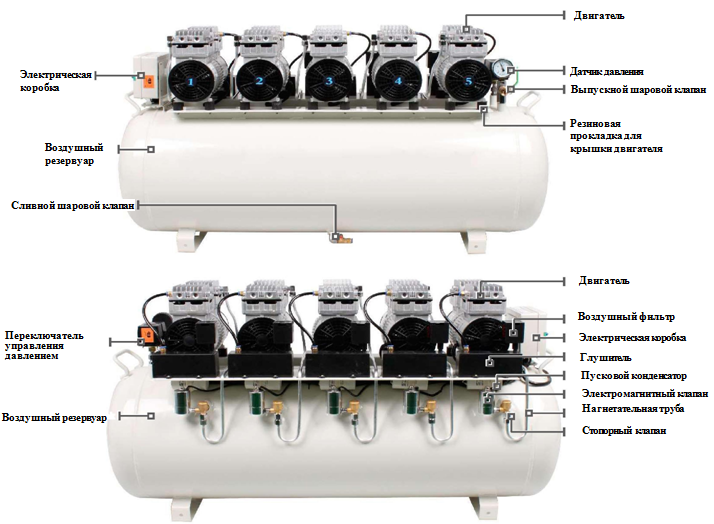 Двигатель
Электрическая
коробка
1 2 3 4 5
Датчик давления
Выпускной шаровой клапан
Резиновая
прокладка для
крышки двигателя
Воздушный
резервуар
Сливной шаровой клапан
Двигатель
Воздушный фильтр
Переключатель
управления
давлением
Электрическая коробка
Глушитель
Пусковой конденсатор
Электромагнитный клапан
Нагнетательная труба
Воздушный резервуар
Стопорный клапан